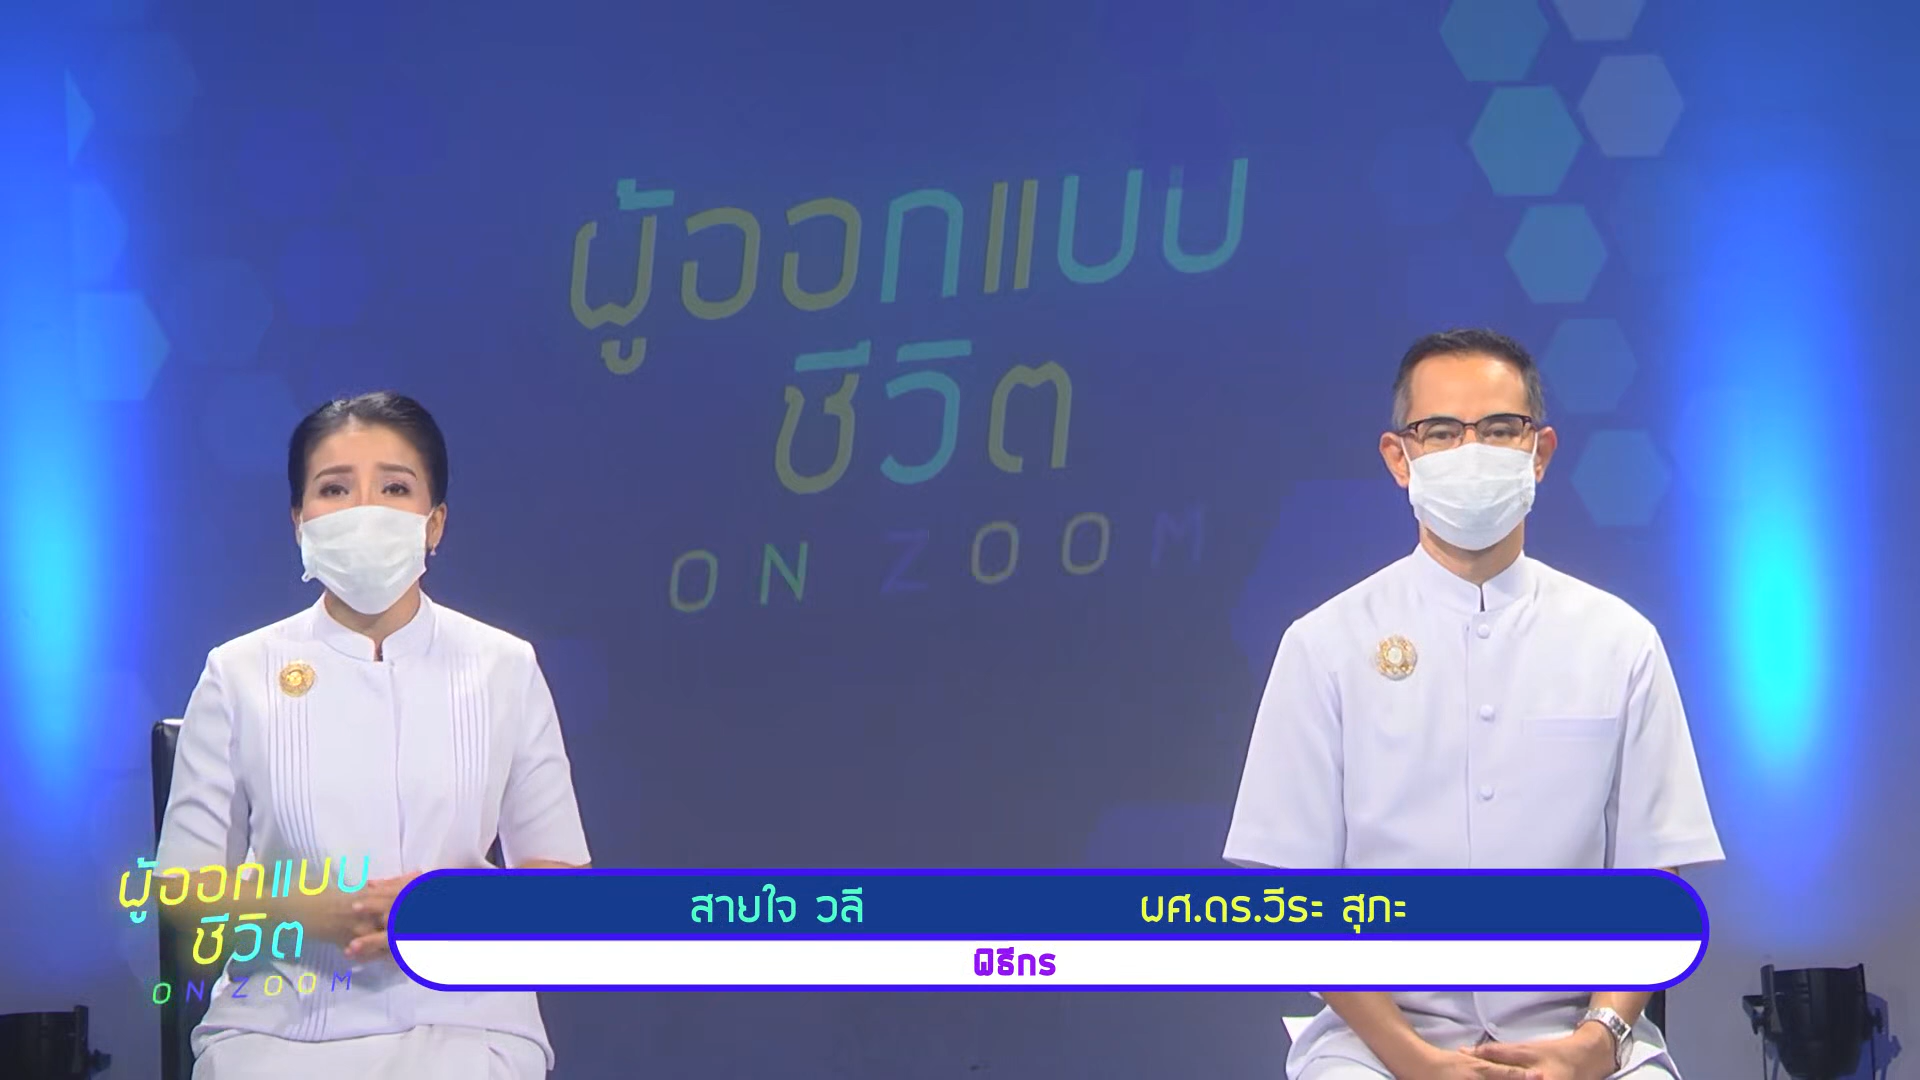 ผู้ออกแบบ
ชีวิต
ON ZOOM
ผู้ออกแบบ
ชีวิต
ON ZOOM
สายใจ วลี
ผศ.ดร.วีระ สุภะ
พิธีกร